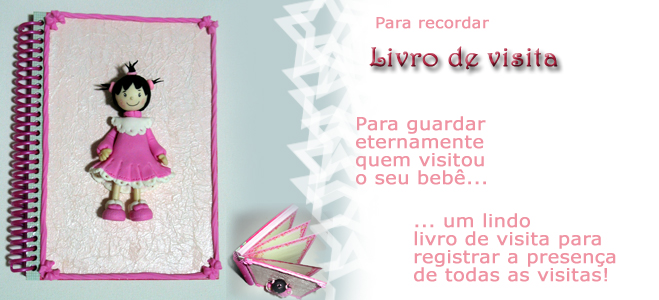 Para recordar
Livro de visita
Para guardar
eternamente
quem visitou
o seu bebê...
... um lindo
livro de visita para
registrar a presença
de todas as visitas!